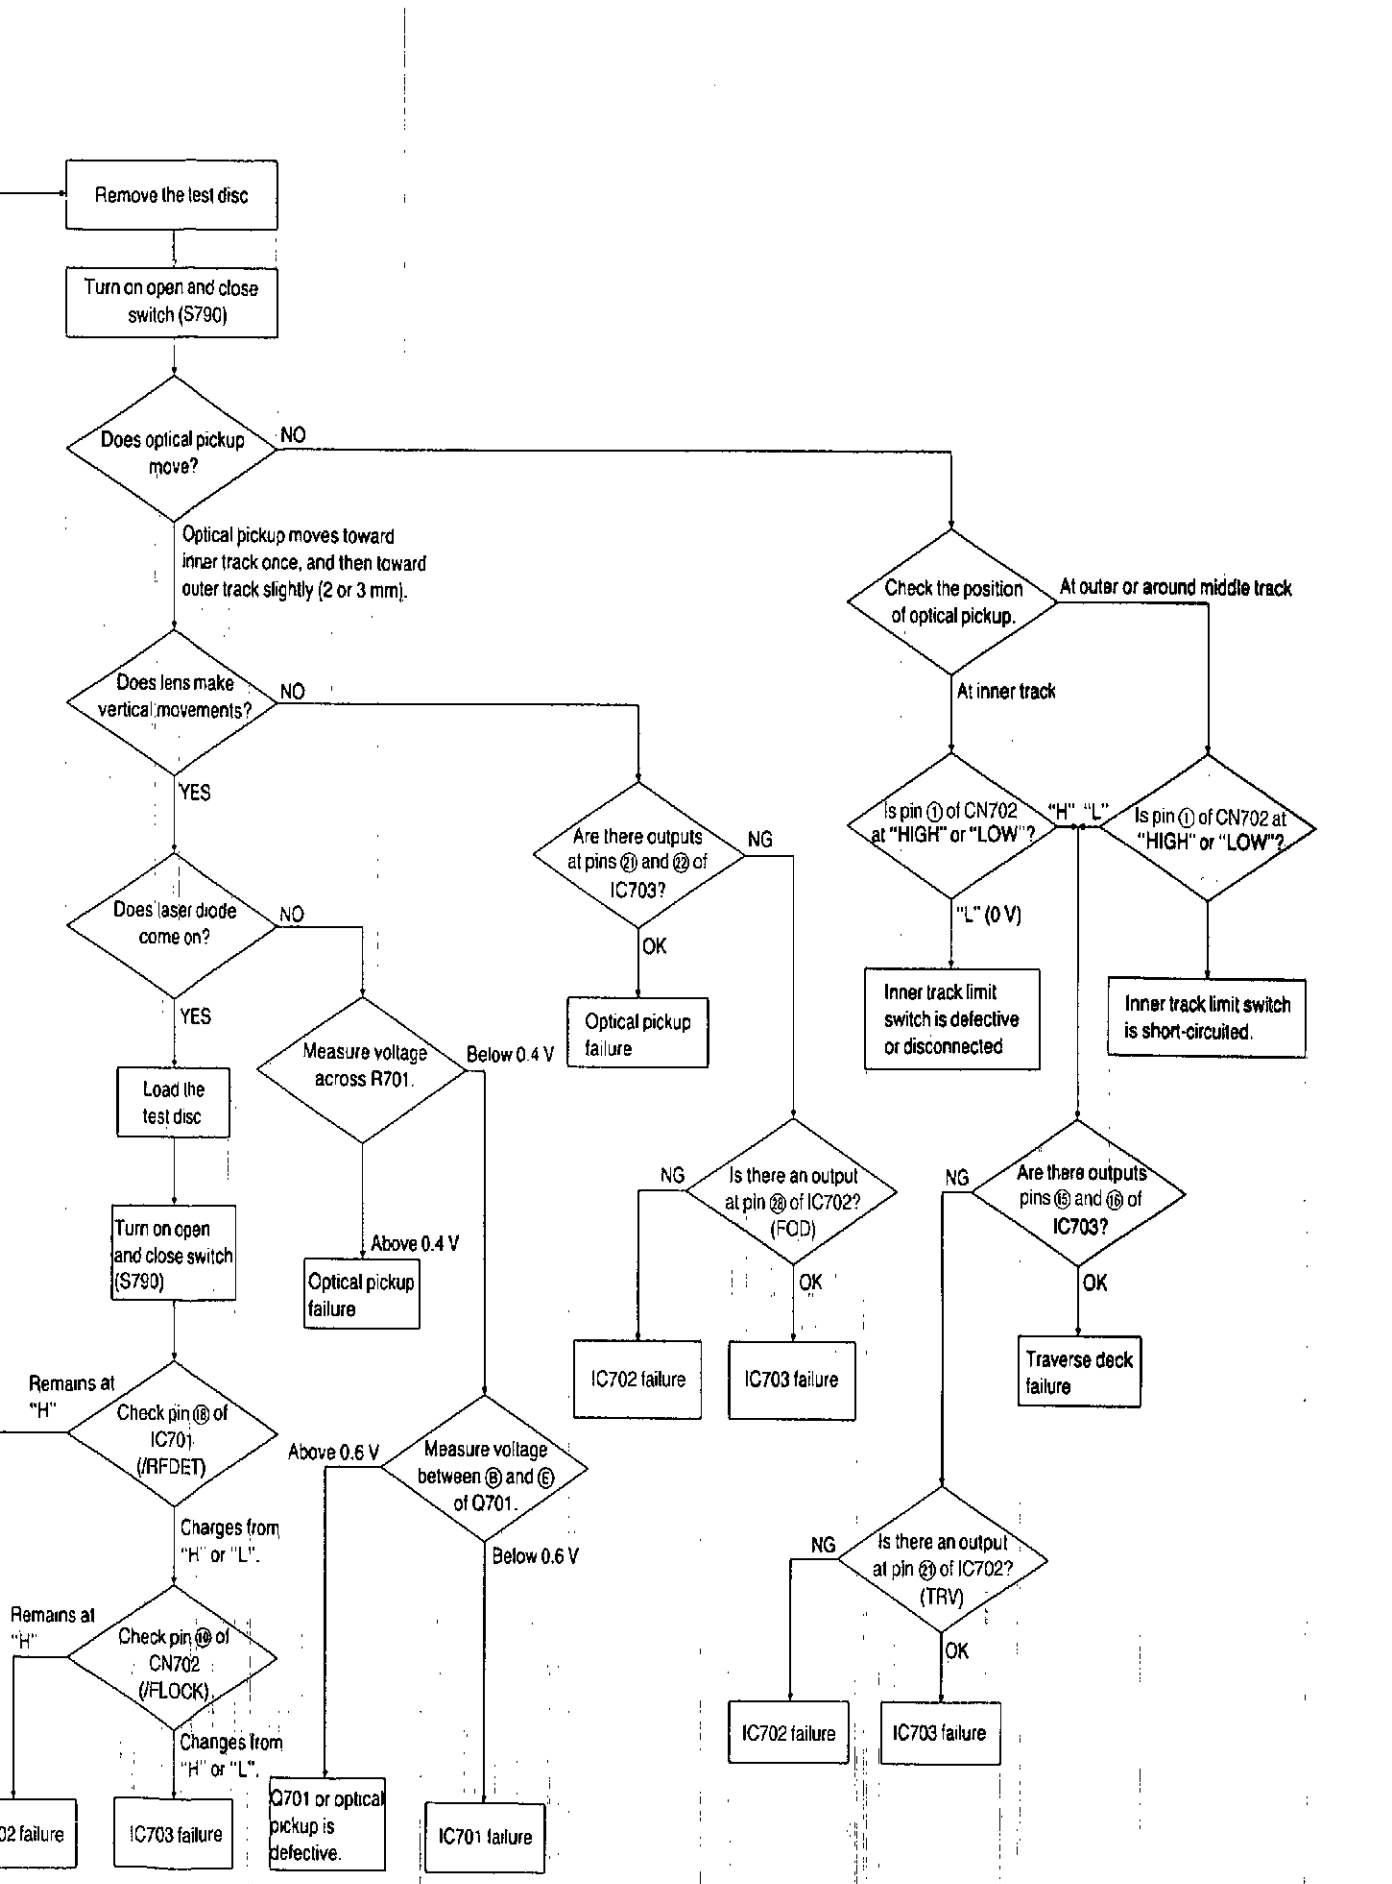 Remove the test disc
Turn on open and close
switch (S790)
Does optical pickup
move?
NO
Optical pickup moves toward
inner track once, and then toward
outer track slightly (2 or 3 mm).
Check the position
of optical pickup.
At outer or around middle track
At inner track
Does lens make
vertical movements?
NO
YES
Is pin ① of CN702
at "HIGH" or "LOW"?
"H" "L"
Is pin ① of CN702 at
"HIGH" or "LOW"?
"L" (0 V)
Are there outputs
at pins ㉑ and ㉒ of
IC703?
NG
OK
Does laser diode
come on?
NO
YES
Inner track limit
switch is defective
or disconnected
Inner track limit switch
is short-circuited.
Optical pickup
failure
Measure voltage
across R701.
Below 0.4 V
Above 0.4 V
Load the
test disc
Is there an output
at pin ㉘ of IC702?
(FOD)
NG
OK
Are there outputs
pins ⑮ and ⑯ of
IC703?
NG
OK
Turn on open
and close switch
(S790)
Optical pickup
failure
IC702 failure
IC703 failure
Traverse deck
failure
Remains at
"H"
Check pin ⑱ of
IC701
(/RFDET)
Above 0.6 V
Measure voltage
between Ⓑ and Ⓔ
of Q701.
Below 0.6 V
Charges from
"H" or "L".
Is there an output
at pin ㉑ of IC702?
(TRV)
NG
OK
Remains at
"H"
Check pin ⑲ of
CN702
(/FLOCK)
Changes from
"H" or "L".
IC702 failure
IC703 failure
02 failure
IC703 failure
Q701 or optical
pickup is
defective.
IC701 failure